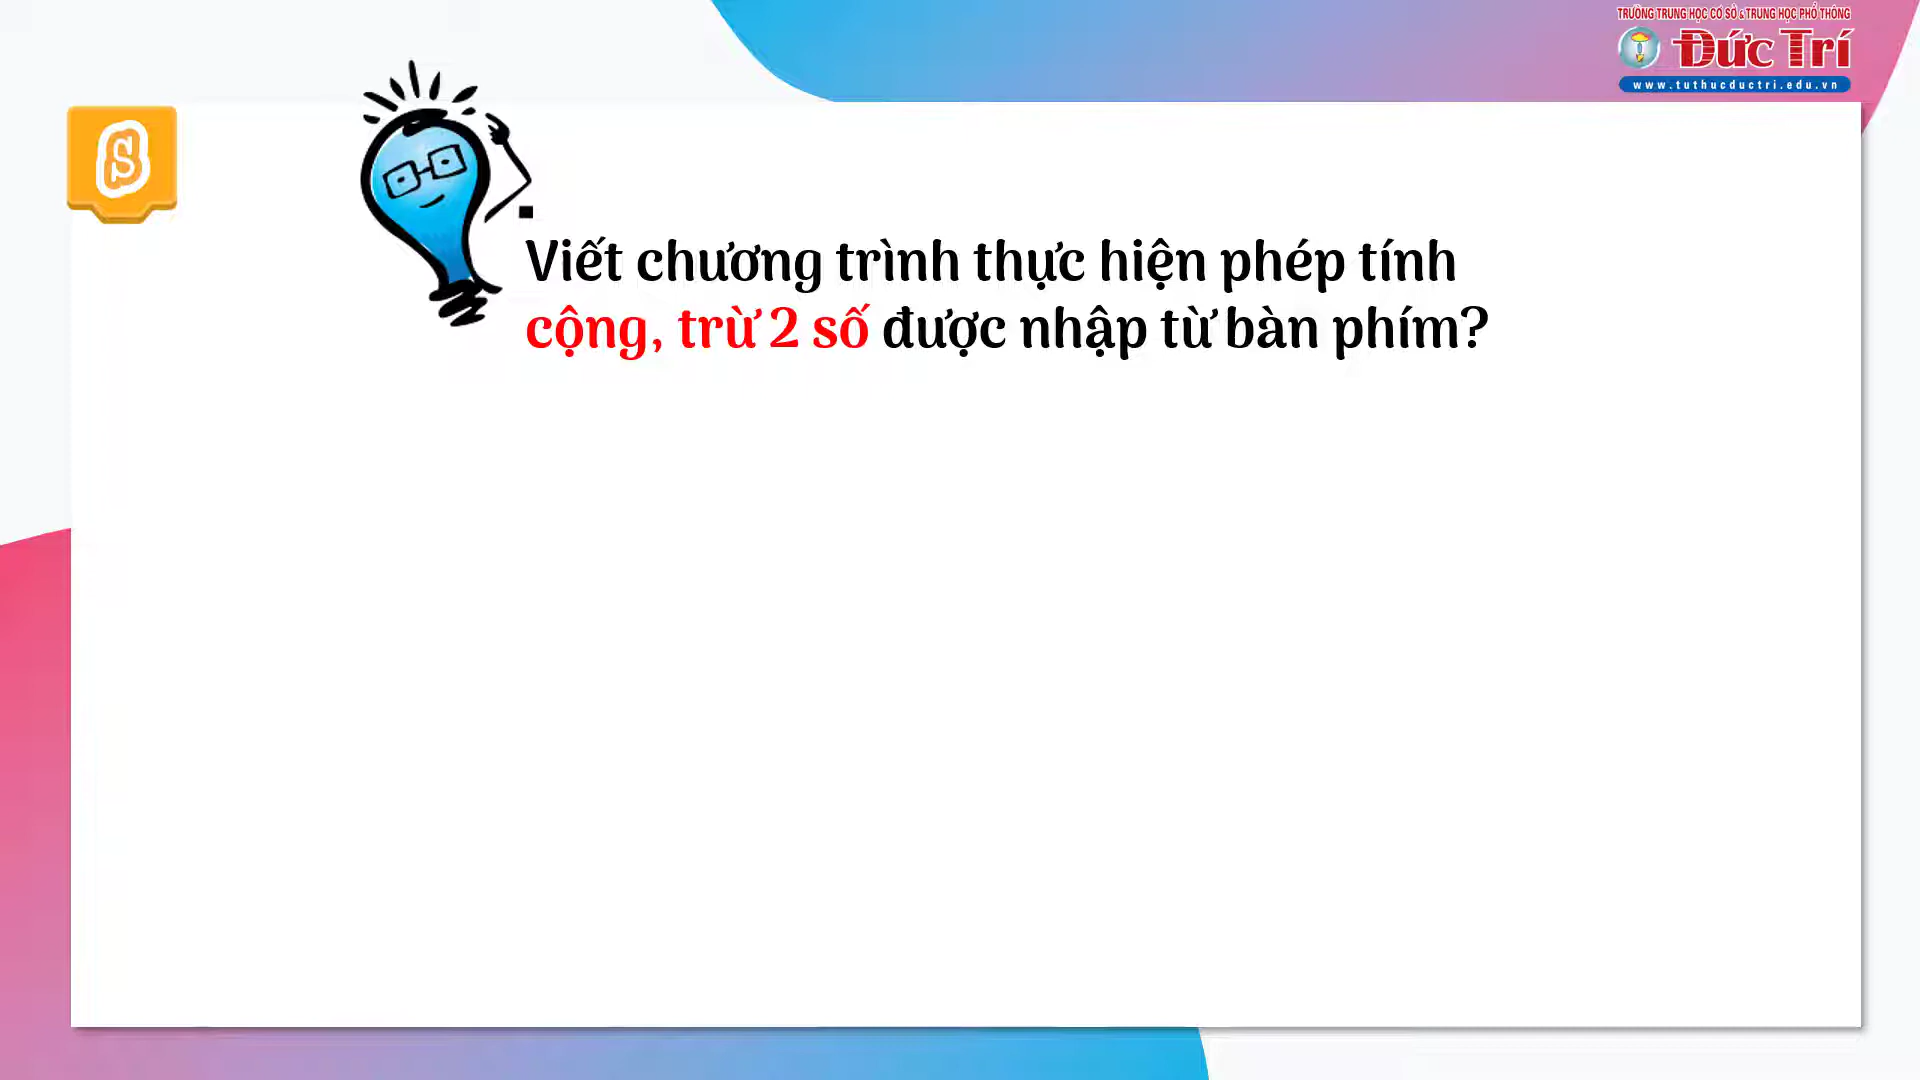 TRƯỜNG TRUNG HỌC CƠ SỞ & TRUNG HỌC PHỔ THÔNG
Đức Trí
www.tuthucductri.edu.vn
S
Viết chương trình thực hiện phép tính
cộng, trừ 2 số được nhập từ bàn phím?